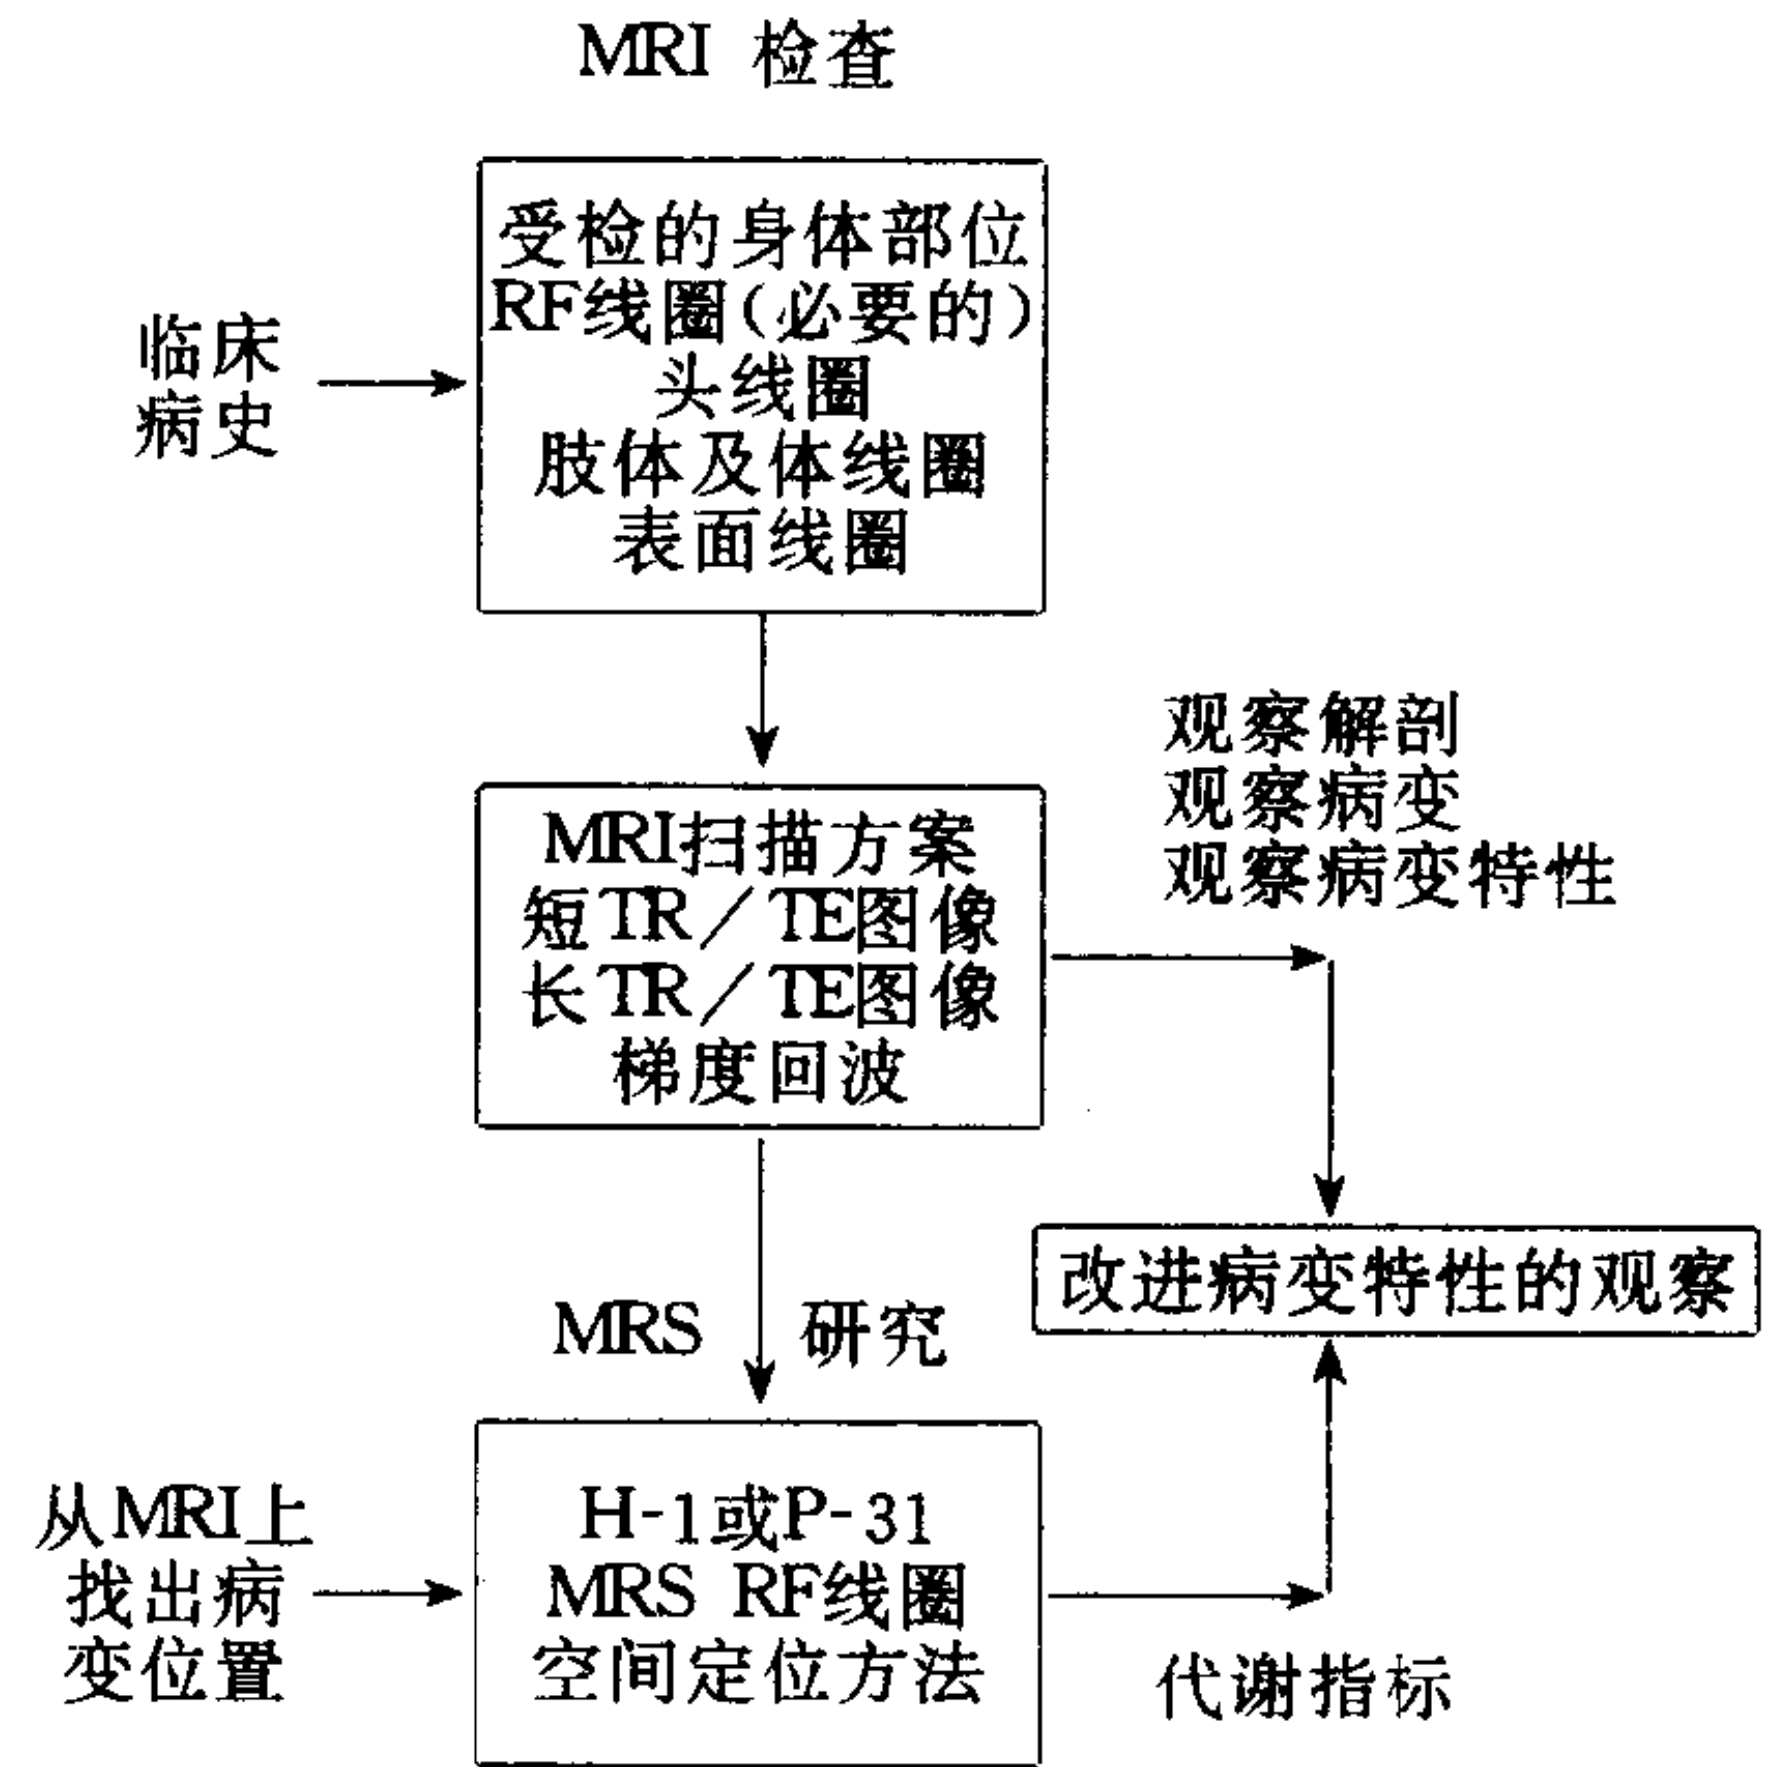 MRI 检查
受检的身体部位
RF线圈(必要的)
头线圈
肢体及体线圈
表面线圈
临床
病史
MRI扫描方案
短TR/TE图像
长TR/TE图像
梯度回波
观察解剖
观察病变
观察病变特性
改进病变特性的观察
MRS 研究
从MRI上
找出病
变位置
H-1或P-31
MRS RF线圈
空间定位方法
代谢指标